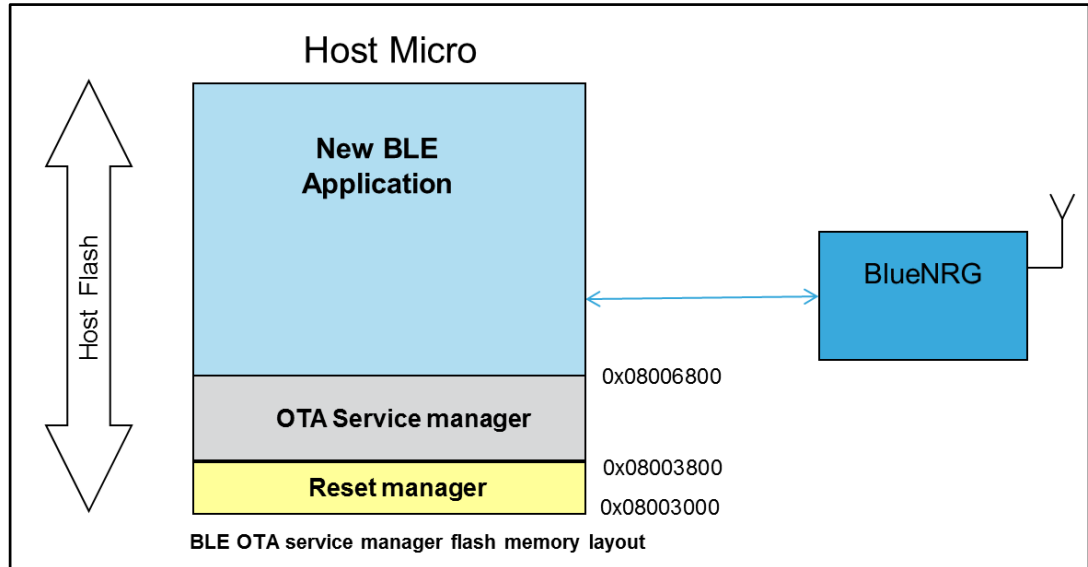 Host Micro
New BLE
Application
Host Flash
BlueNRG
0x08006800
OTA Service manager
0x08003800
Reset manager
0x08003000
BLE OTA service manager flash memory layout